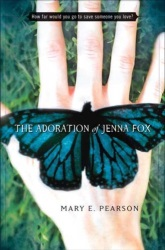 How far would you go to save someone you love?
THE ADORATION of JENNA FOX
MARY E. PEARSON